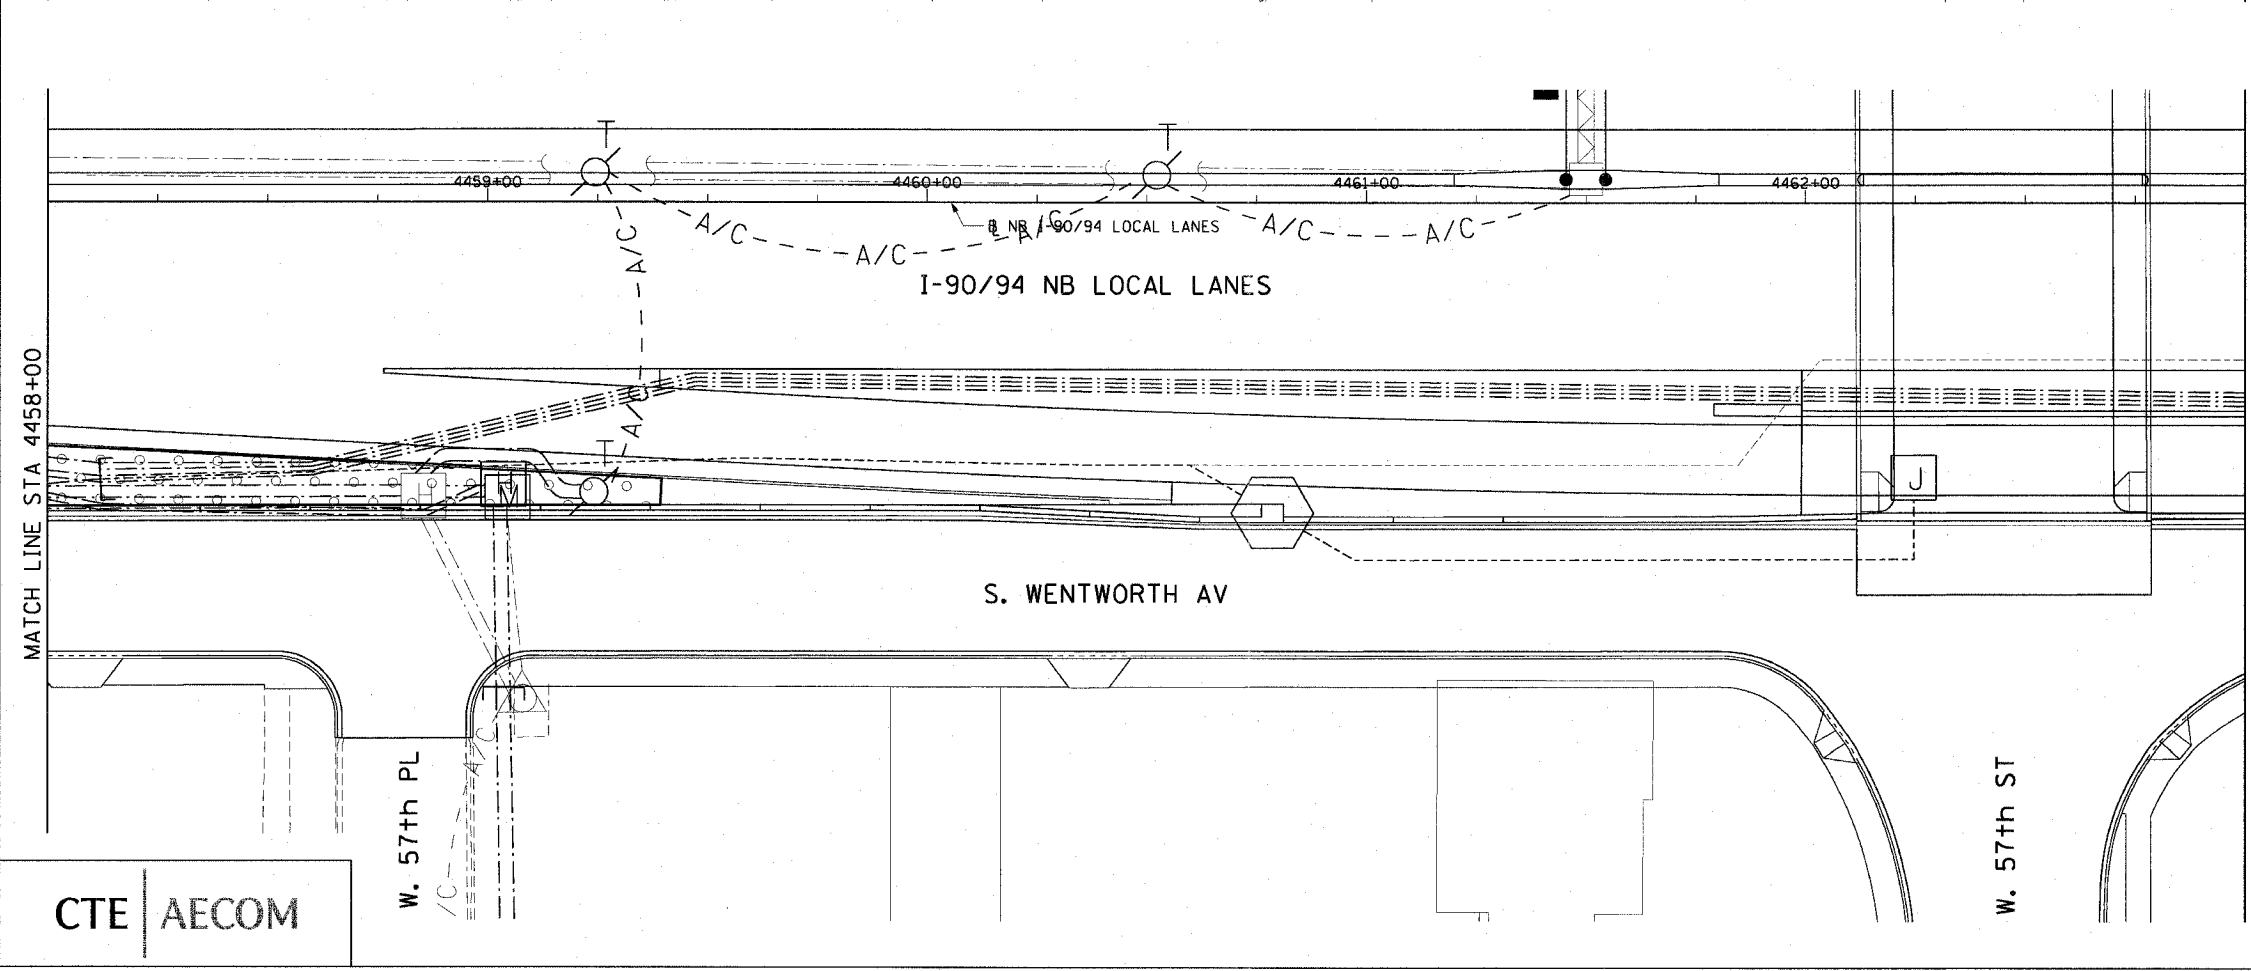 T
T
4459+00
4460+00
4461+00
4462+00
A/C
A/C
A/C
A/C
A/C
A/C
℄ NB I-90/94 LOCAL LANES
I-90/94 NB LOCAL LANES
MATCH LINE STA 4458+00
A/C
T
H
M
J
S. WENTWORTH AV
A/C
/C
W. 57th PL
W. 57th ST
CTE | AECOM